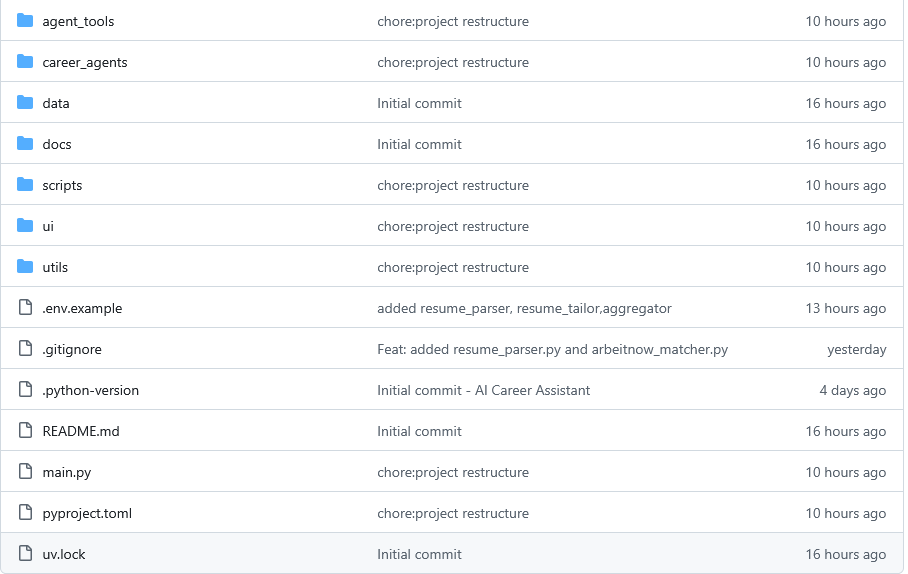 agent_tools chore:project restructure 10 hours ago
career_agents chore:project restructure 10 hours ago
data Initial commit 16 hours ago
docs Initial commit 16 hours ago
scripts chore:project restructure 10 hours ago
ui chore:project restructure 10 hours ago
utils chore:project restructure 10 hours ago
.env.example added resume_parser, resume_tailor,aggregator 13 hours ago
.gitignore Feat: added resume_parser.py and arbeitnow_matcher.py yesterday
.python-version Initial commit - AI Career Assistant 4 days ago
README.md Initial commit 16 hours ago
main.py chore:project restructure 10 hours ago
pyproject.toml chore:project restructure 10 hours ago
uv.lock Initial commit 16 hours ago